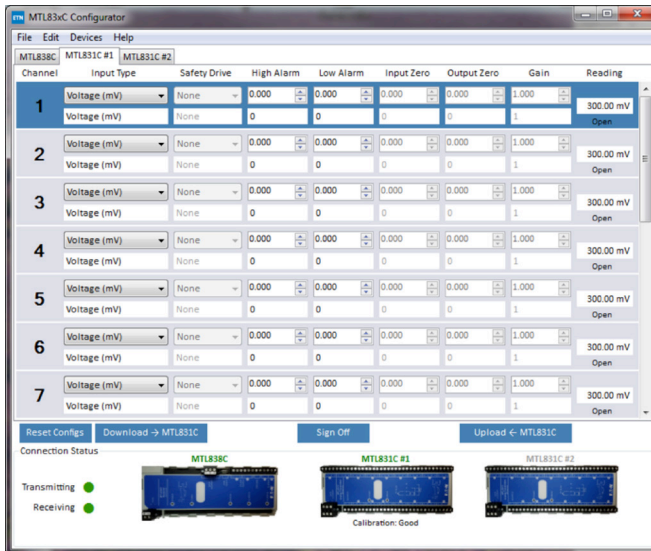 ETN MTL83xC Configurator
File Edit Devices Help
MTL838C MTL831C #1 MTL831C #2
Channel Input Type Safety Drive High Alarm Low Alarm Input Zero Output Zero Gain Reading
1 Voltage (mV) None 0.000 0.000 0.000 0.000 1.000 300.00 mV
Voltage (mV) None 0 0 0 0 1 Open
2 Voltage (mV) None 0.000 0.000 0.000 0.000 1.000 300.00 mV
Voltage (mV) None 0 0 0 0 1 Open
3 Voltage (mV) None 0.000 0.000 0.000 0.000 1.000 300.00 mV
Voltage (mV) None 0 0 0 0 1 Open
4 Voltage (mV) None 0.000 0.000 0.000 0.000 1.000 300.00 mV
Voltage (mV) None 0 0 0 0 1 Open
5 Voltage (mV) None 0.000 0.000 0.000 0.000 1.000 300.00 mV
Voltage (mV) None 0 0 0 0 1 Open
6 Voltage (mV) None 0.000 0.000 0.000 0.000 1.000 300.00 mV
Voltage (mV) None 0 0 0 0 1 Open
7 Voltage (mV) None 0.000 0.000 0.000 0.000 1.000 300.00 mV
Voltage (mV) None 0 0 0 0 1 Open
Reset Configs Download → MTL831C Sign Off Upload ← MTL831C
Connection Status
MTL838C MTL831C #1 MTL831C #2
Transmitting
Receiving
Calibration: Good